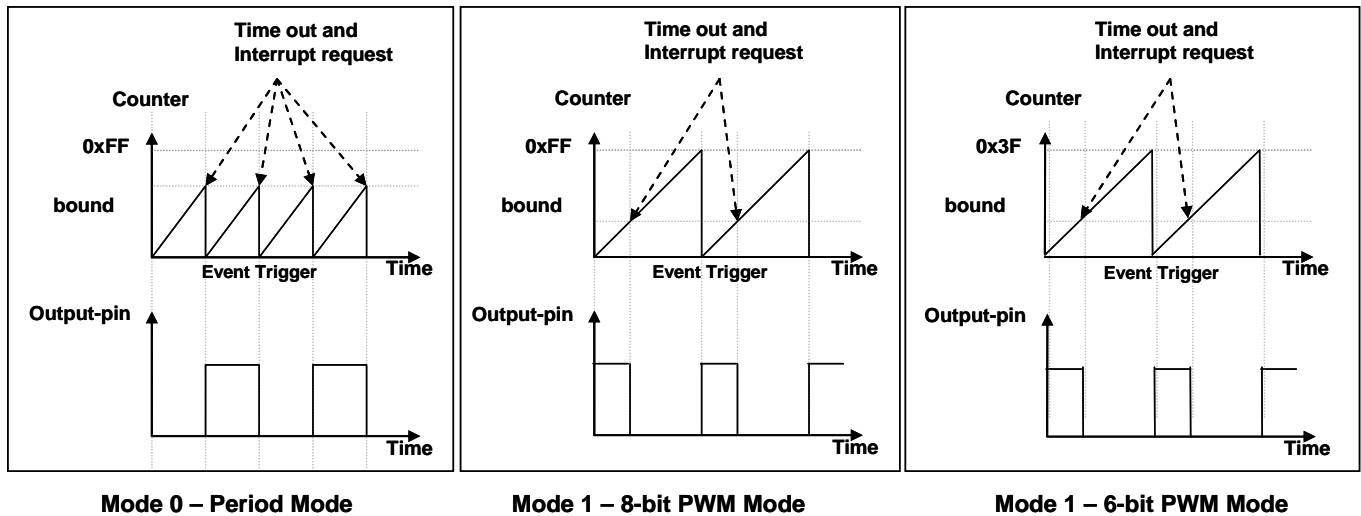 Time out and
Interrupt request
Counter
0xFF
bound
Event Trigger
Time
Output-pin
Time
Mode 0 – Period Mode
Time out and
Interrupt request
Counter
0xFF
bound
Event Trigger
Time
Output-pin
Time
Mode 1 – 8-bit PWM Mode
Time out and
Interrupt request
Counter
0x3F
bound
Event Trigger
Time
Output-pin
Time
Mode 1 – 6-bit PWM Mode